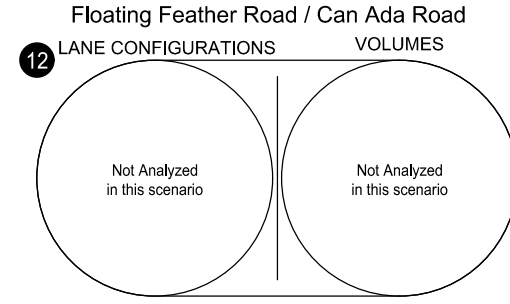 Floating Feather Road / Can Ada Road
12 LANE CONFIGURATIONS VOLUMES
Not Analyzed
in this scenario
Not Analyzed
in this scenario